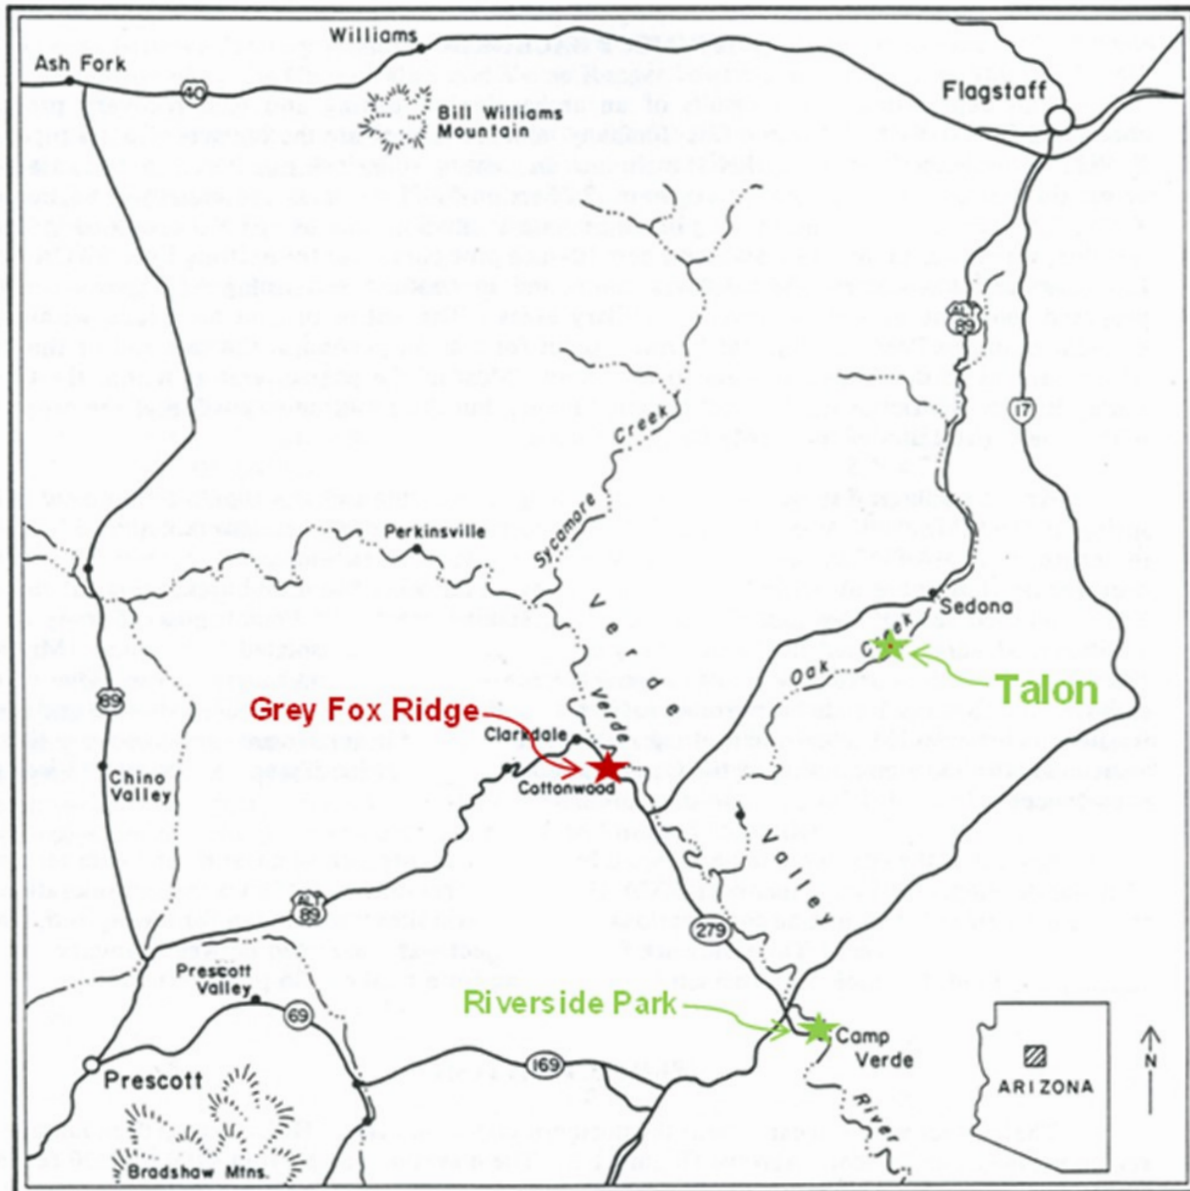 Williams
Ash Fork
40
Bill Williams
Mountain
Flagstaff
ALT
89
17
Sycamore Creek
Perkinsville
Sedona
Oak Creek
Talon
Verde
Verde
Grey Fox Ridge
Clarkdale
Cottonwood
89
Chino
Valley
Valley
ALT
89
279
Prescott
Valley
69
Riverside Park
Camp
Verde
169
Prescott
River
N
ARIZONA
Bradshaw Mtns.